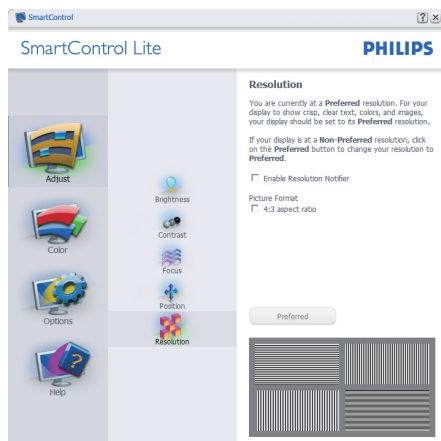 SmartControl
SmartControl Lite
PHILIPS
Adjust
Color
Options
Help
Brightness
Contrast
Focus
Position
Resolution
Resolution
You are currently at a Preferred resolution. For your
display to show crisp, clear text, colors, and images,
your display should be set to its Preferred resolution.
If your display is at a Non-Preferred resolution, click
on the Preferred button to change your resolution to
Preferred.
Enable Resolution Notifier
Picture Format
4:3 aspect ratio
Preferred